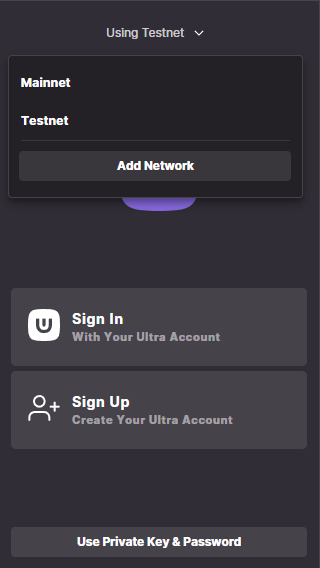 Using Testnet
Mainnet
Testnet
Add Network
Sign In
With Your Ultra Account
Sign Up
Create Your Ultra Account
Use Private Key & Password